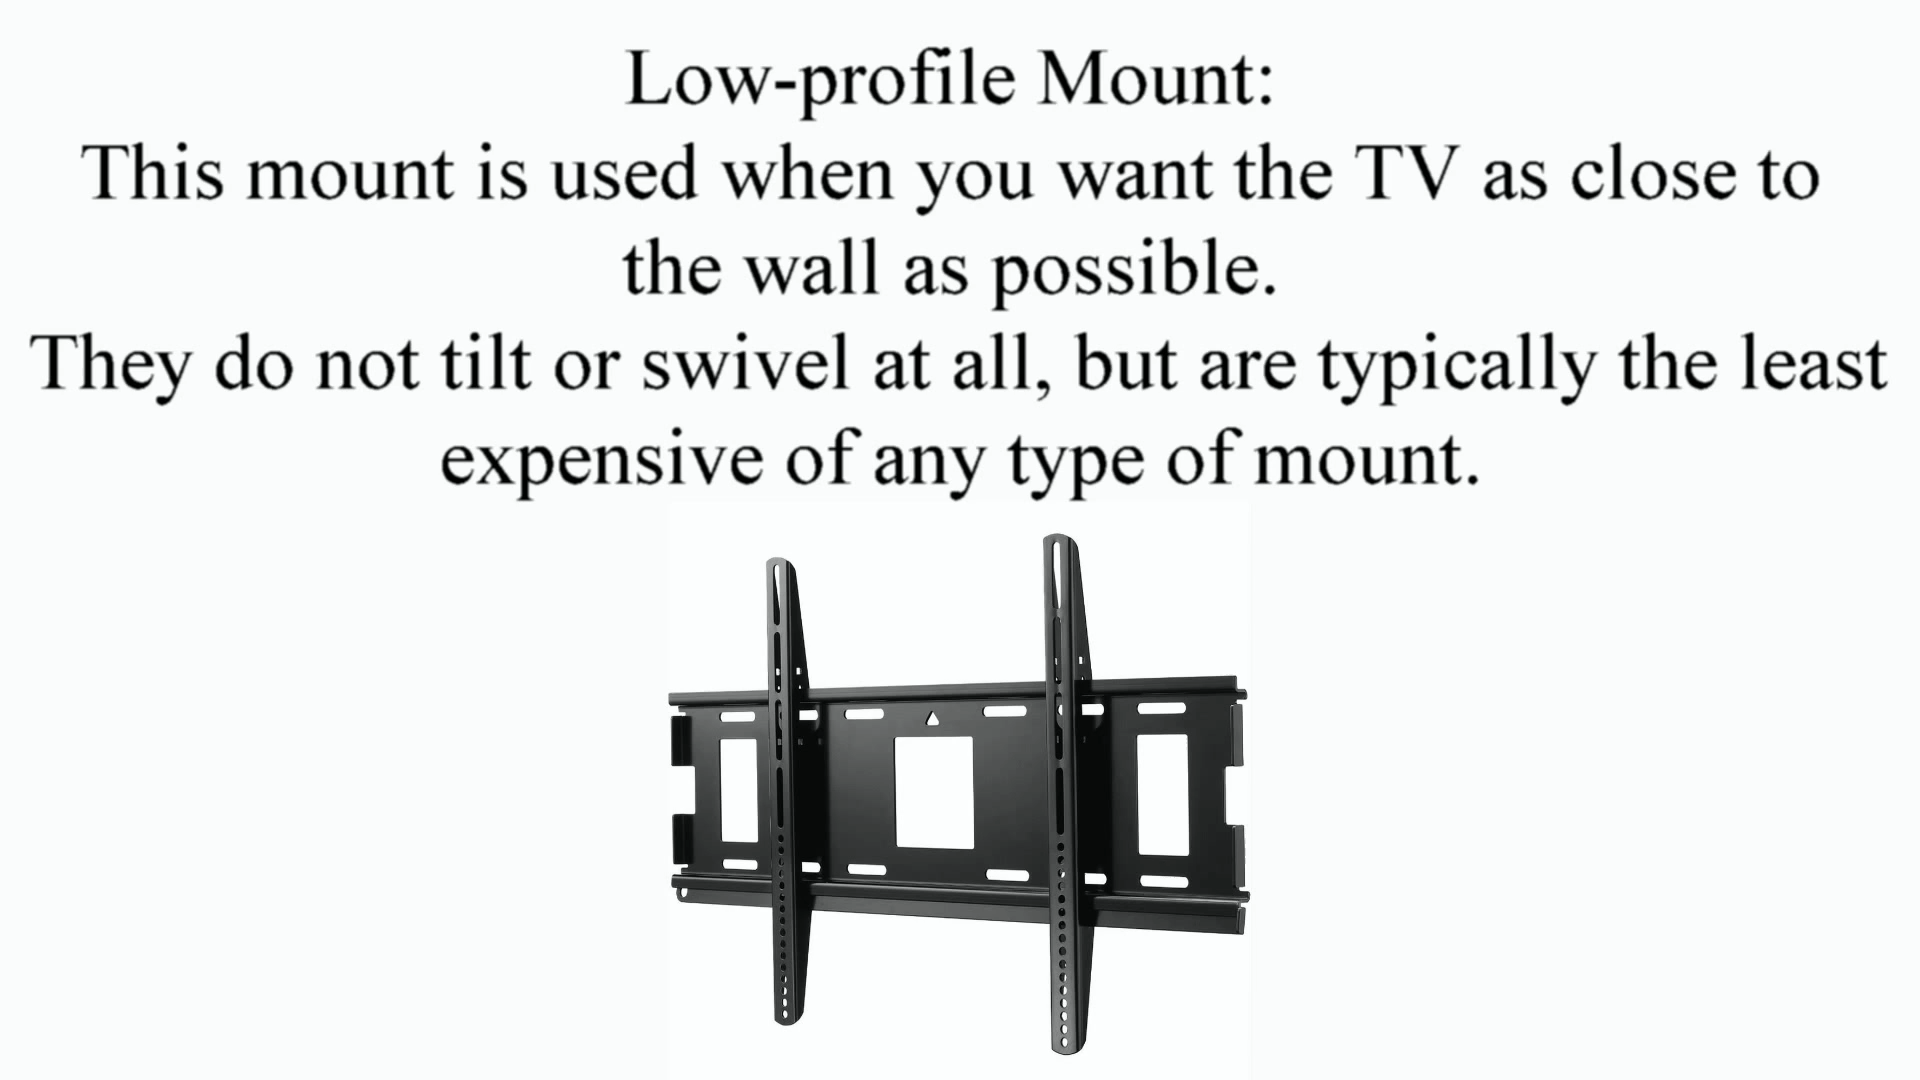 Low-profile Mount:
This mount is used when you want the TV as close to
the wall as possible.
They do not tilt or swivel at all, but are typically the least
expensive of any type of mount.